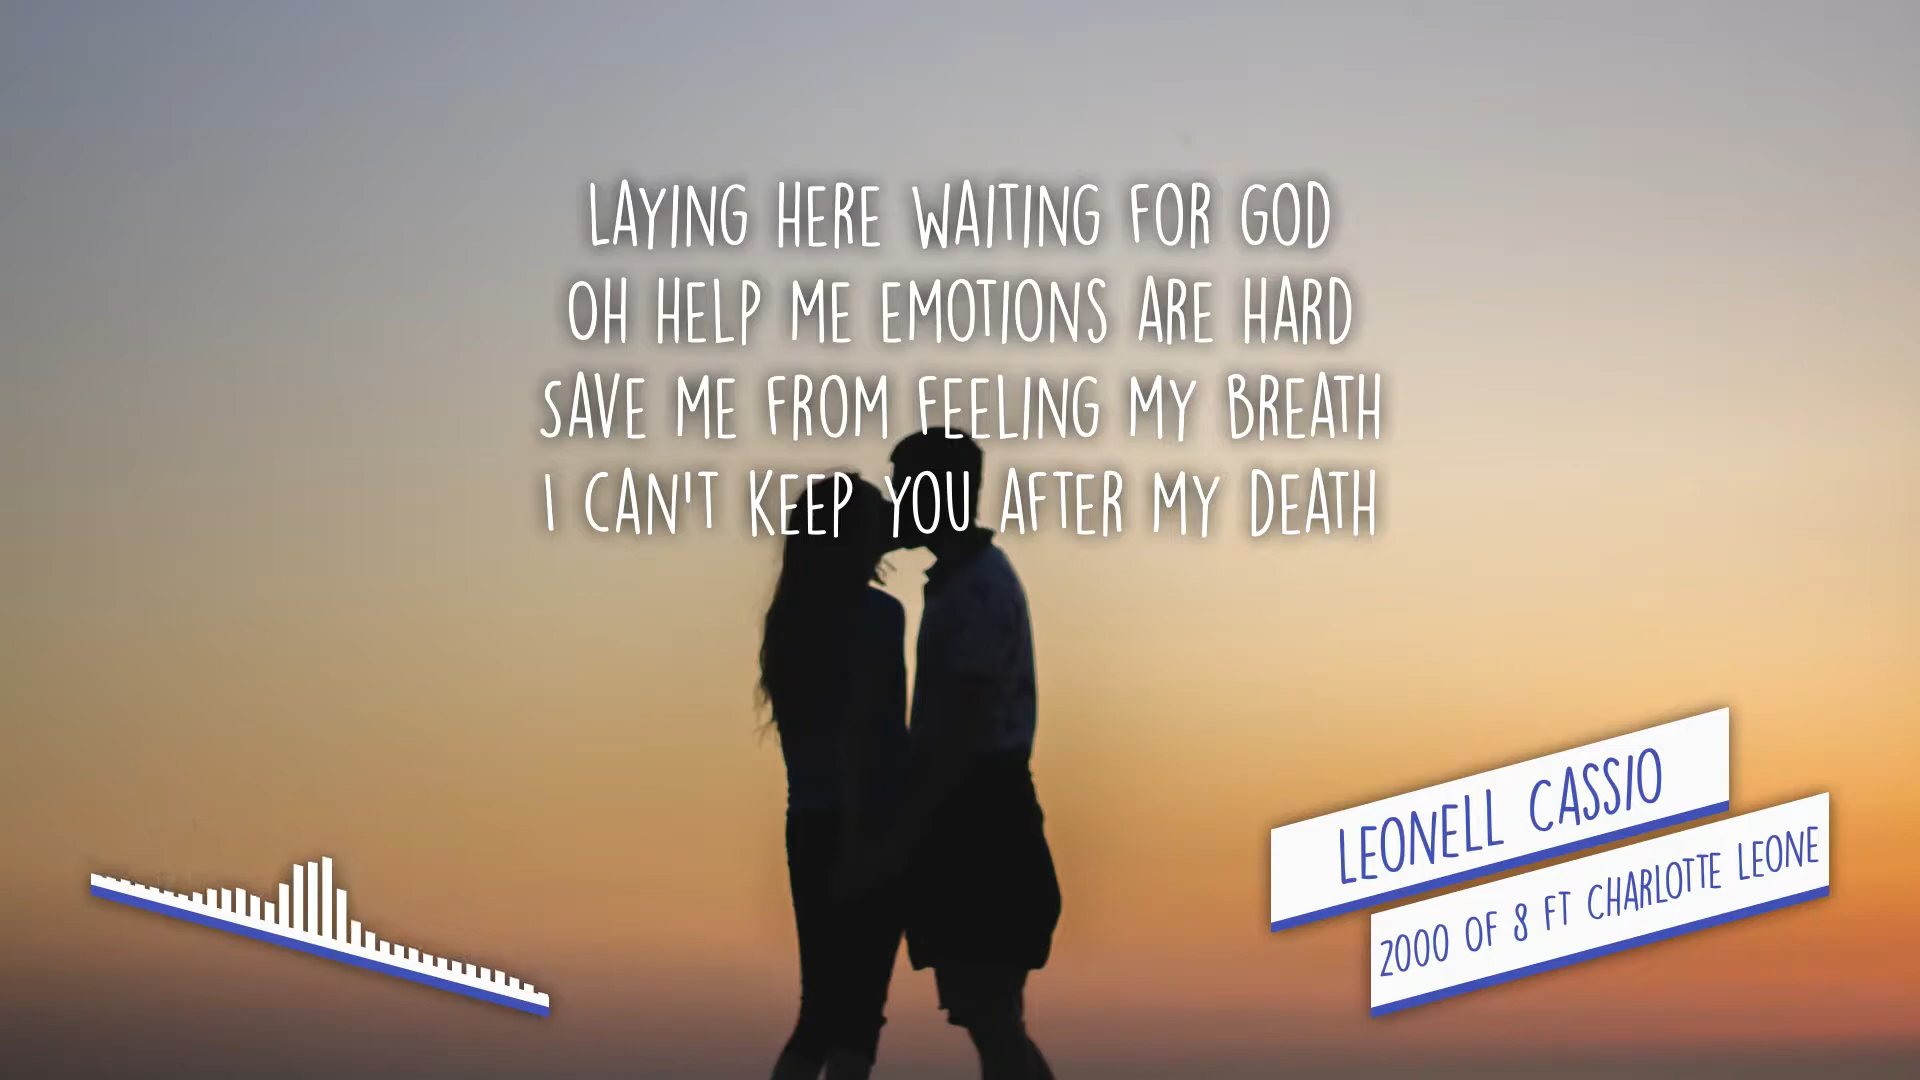 LAYING HERE WAITING FOR GOD
OH HELP ME EMOTIONS ARE HARD
SAVE ME FROM FEELING MY BREATH
I CAN'T KEEP YOU AFTER MY DEATH
LEONELL CASSIO
2000 OF 8 FT CHARLOTTE LEONE